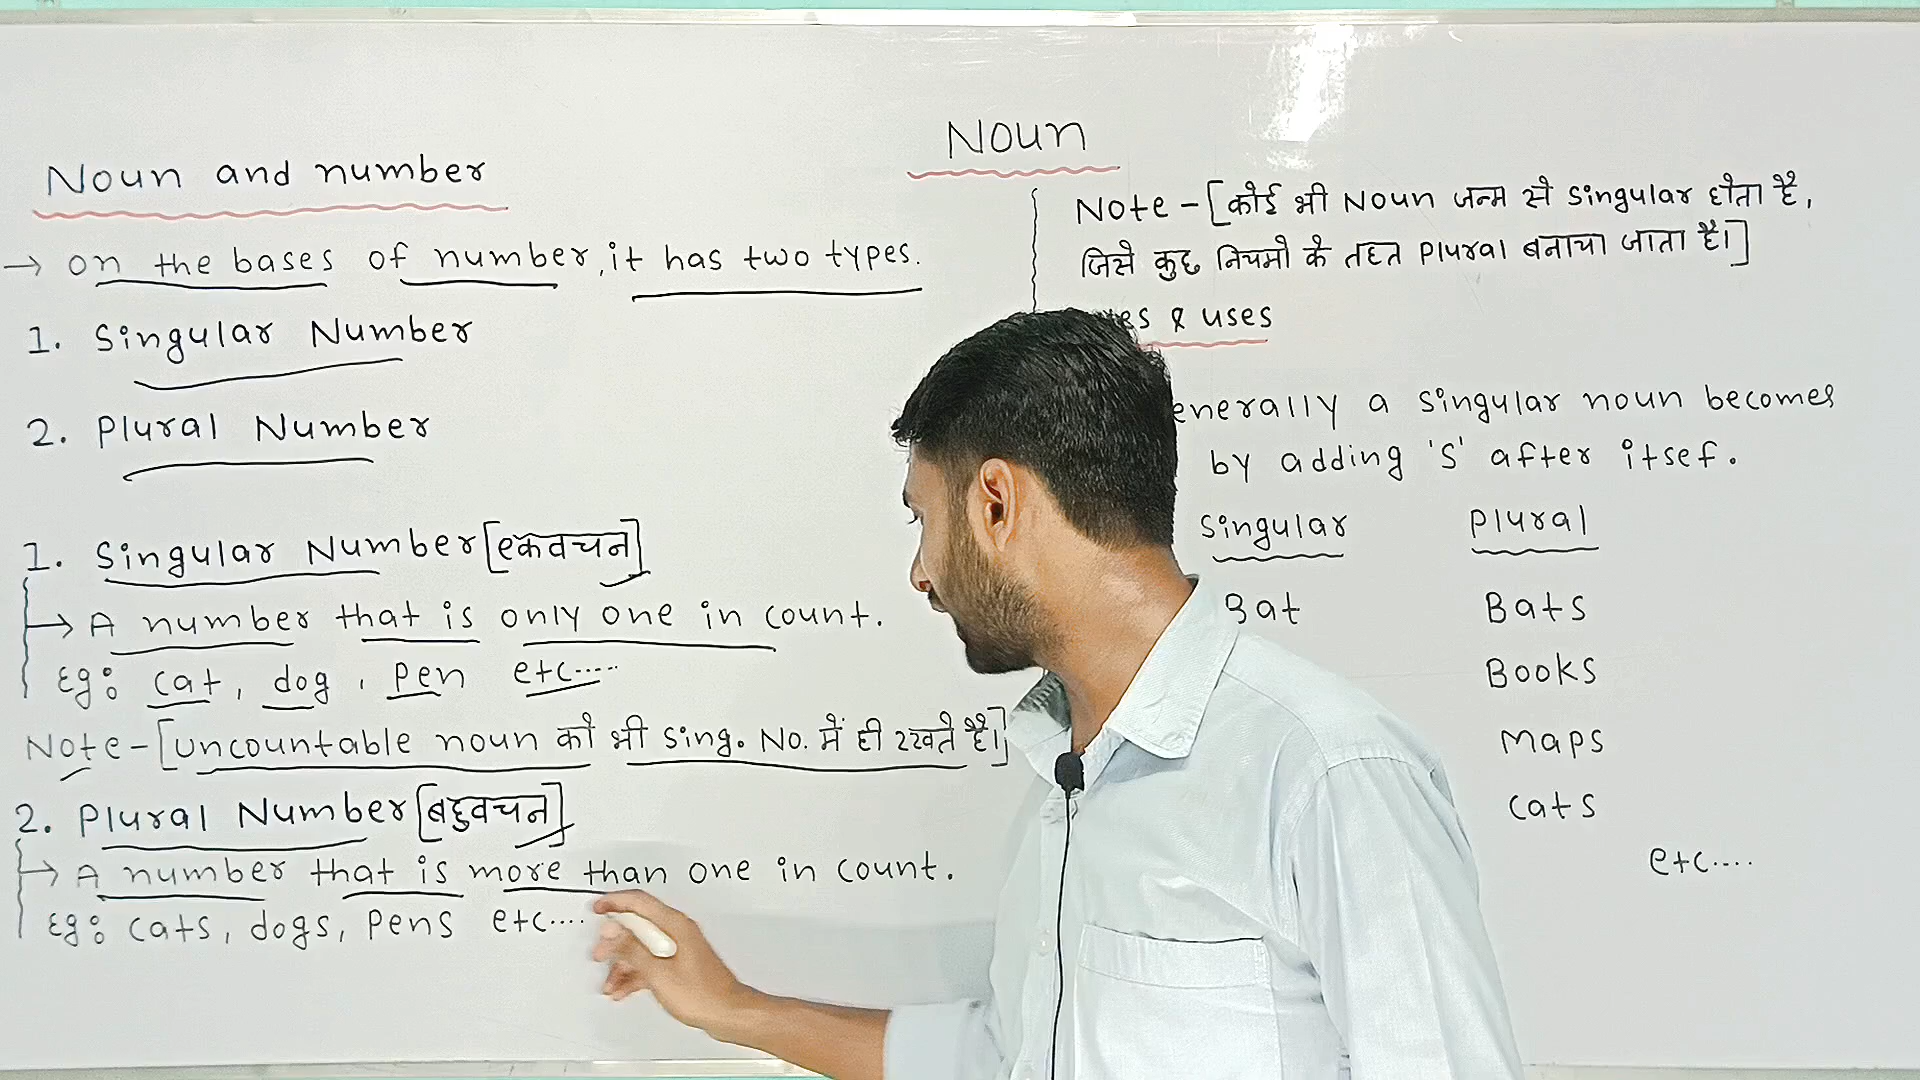 Noun
Noun and number
→ on the bases of number, it has two types.
1. Singular Number
2. Plural Number
1. Singular Number [एकवचन]
→ A number that is only one in count.
Eg: cat, dog, pen etc.....
Note - [Uncountable noun को भी sing. No. में ही रखते है।]
2. Plural Number [बहुवचन]
→ A number that is more than one in count.
Eg: cats, dogs, pens etc....
Note - [कोई भी Noun जन्म से singular होता है,
जिसे कुछ नियमो के तहत Plural बनाया जाता है।]
& uses
a singular noun becomes
by adding 's' after itsef.
Singular Plural
Bat Bats
Books
Maps
cats
etc....